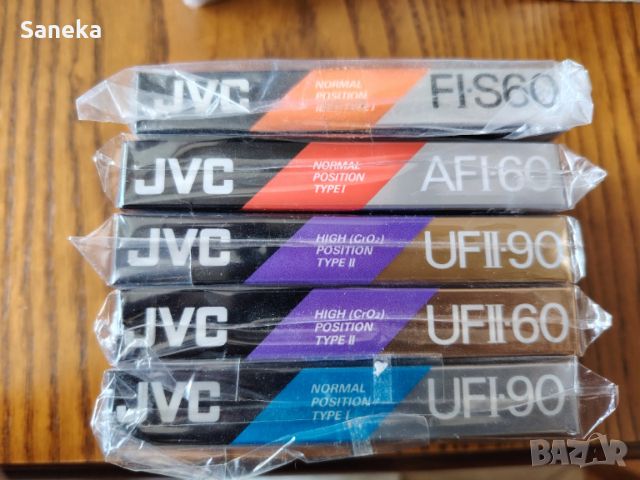 Saneka
JVC
NORMAL
POSITION
TYPE I
FI·S60
JVC
NORMAL
POSITION
TYPE I
AFI·60
JVC
HIGH (CrO₂)
POSITION
TYPE II
UFII·90
JVC
HIGH (CrO₂)
POSITION
TYPE II
UFII·60
JVC
NORMAL
POSITION
TYPE I
UFI·90
BAZAR